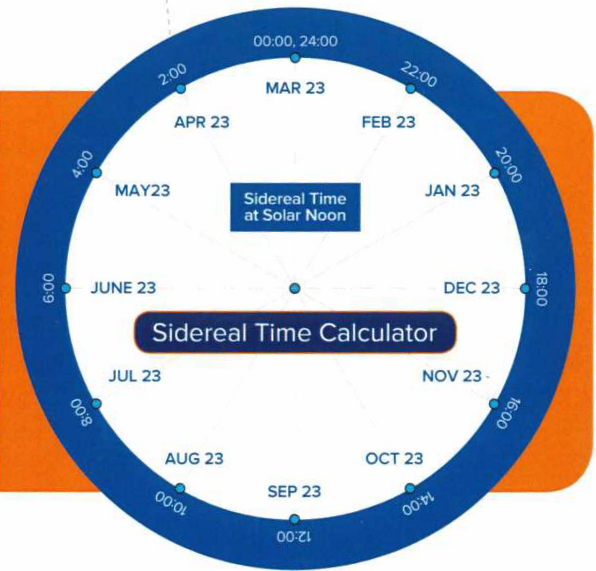 00:00, 24:00
2:00
22:00
MAR 23
APR 23
FEB 23
4:00
20:00
MAY23
JAN 23
Sidereal Time
at Solar Noon
6:00
JUNE 23
DEC 23
18:00
Sidereal Time Calculator
JUL 23
NOV 23
8:00
16:00
AUG 23
OCT 23
10:00
SEP 23
14:00
12:00